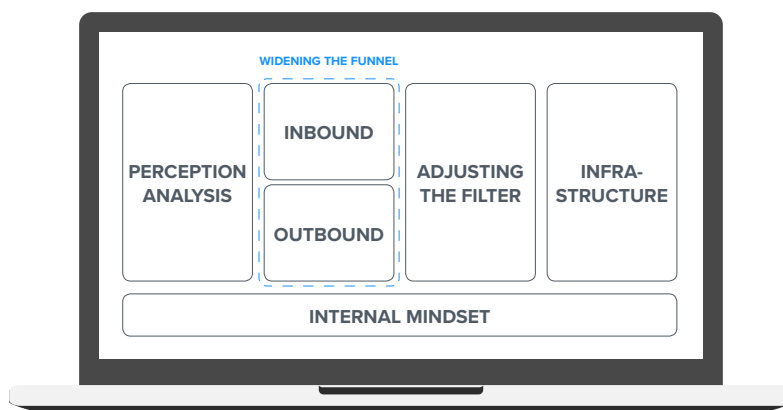 WIDENING THE FUNNEL
PERCEPTION
ANALYSIS
INBOUND
OUTBOUND
ADJUSTING
THE FILTER
INFRA-
STRUCTURE
INTERNAL MINDSET